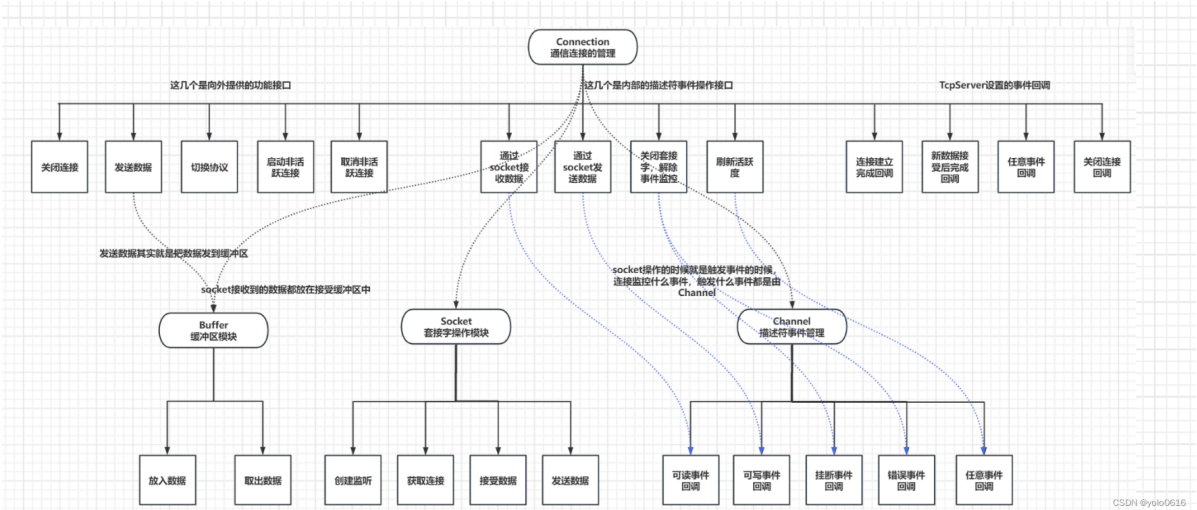 Connection
通信连接的管理
这几个是向外提供的功能接口
这几个是内部的描述符事件操作接口
TcpServer设置的事件回调
关闭连接
发送数据
切换协议
启动非活
跃连接
取消非活
跃连接
通过
socket接
收数据
通过
socket发
送数据
关闭套接
字，解除
事件监控
刷新活跃
度
连接建立
完成回调
新数据接
受后完成
回调
任意事件
回调
关闭连接
回调
发送数据其实就是把数据发到缓冲区
socket接收到的数据都放在接受缓冲区中
socket操作的时候就是触发事件的时候，
连接监控什么事件，触发什么事件都是由
Channel
Buffer
缓冲区模块
Socket
套接字操作模块
Channel
描述符事件管理
放入数据
取出数据
创建监听
获取连接
接受数据
发送数据
可读事件
回调
可写事件
回调
挂断事件
回调
错误事件
回调
任意事件
回调
CSDN @yolo0616